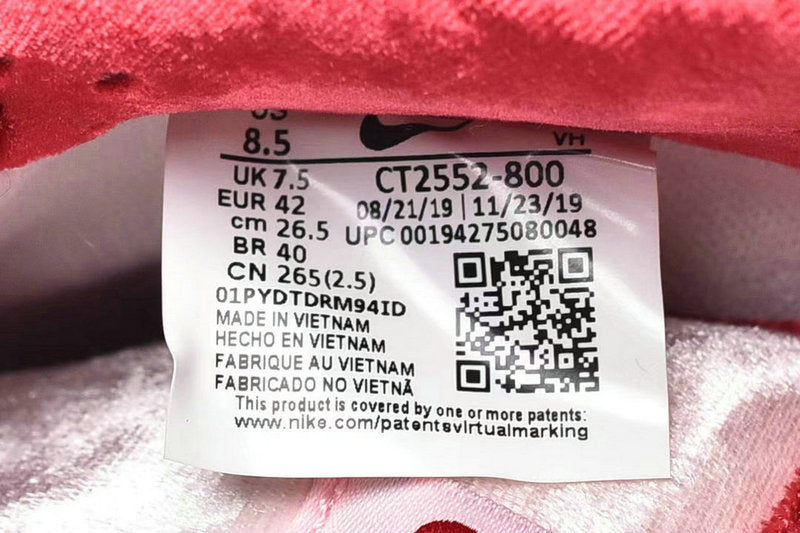 US
8.5
VH
UK 7.5
CT2552-800
EUR 42
08/21/19 | 11/23/19
cm 26.5
UPC 00194275080048
BR 40
CN 265(2.5)
01PYDTDRM94ID
MADE IN VIETNAM
HECHO EN VIETNAM
FABRIQUE AU VIETNAM
FABRICADO NO VIETNÃ
This product is covered by one or more patents:
www.nike.com/patentsvirtualmarking